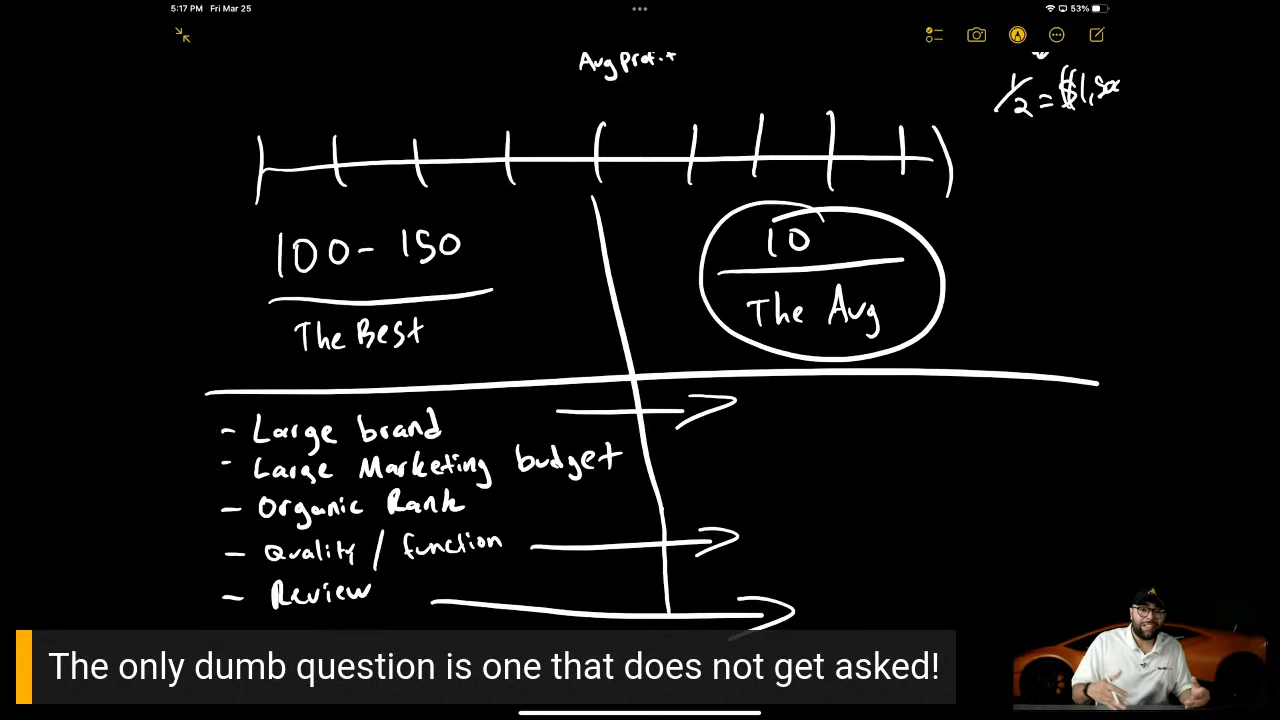 5:17 PM Fri Mar 25
53%
Avg Profit
1/2 = $1,
100 - 150
The Best
10
The Avg
- Large brand
- Large Marketing budget
- Organic Rank
- Quality / function
- Review
The only dumb question is one that does not get asked!